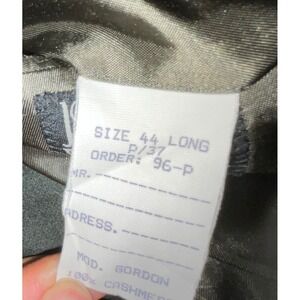 SIZE 44 LONG
P/37
ORDER: 96-P
MR.
ADRESS.
MOD. GORDON
100% CASHMERE